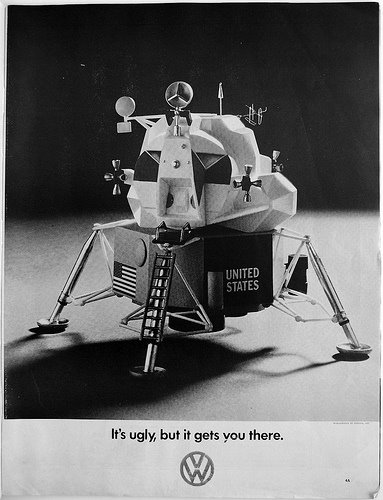 UNITED
STATES
It's ugly, but it gets you there.
VW